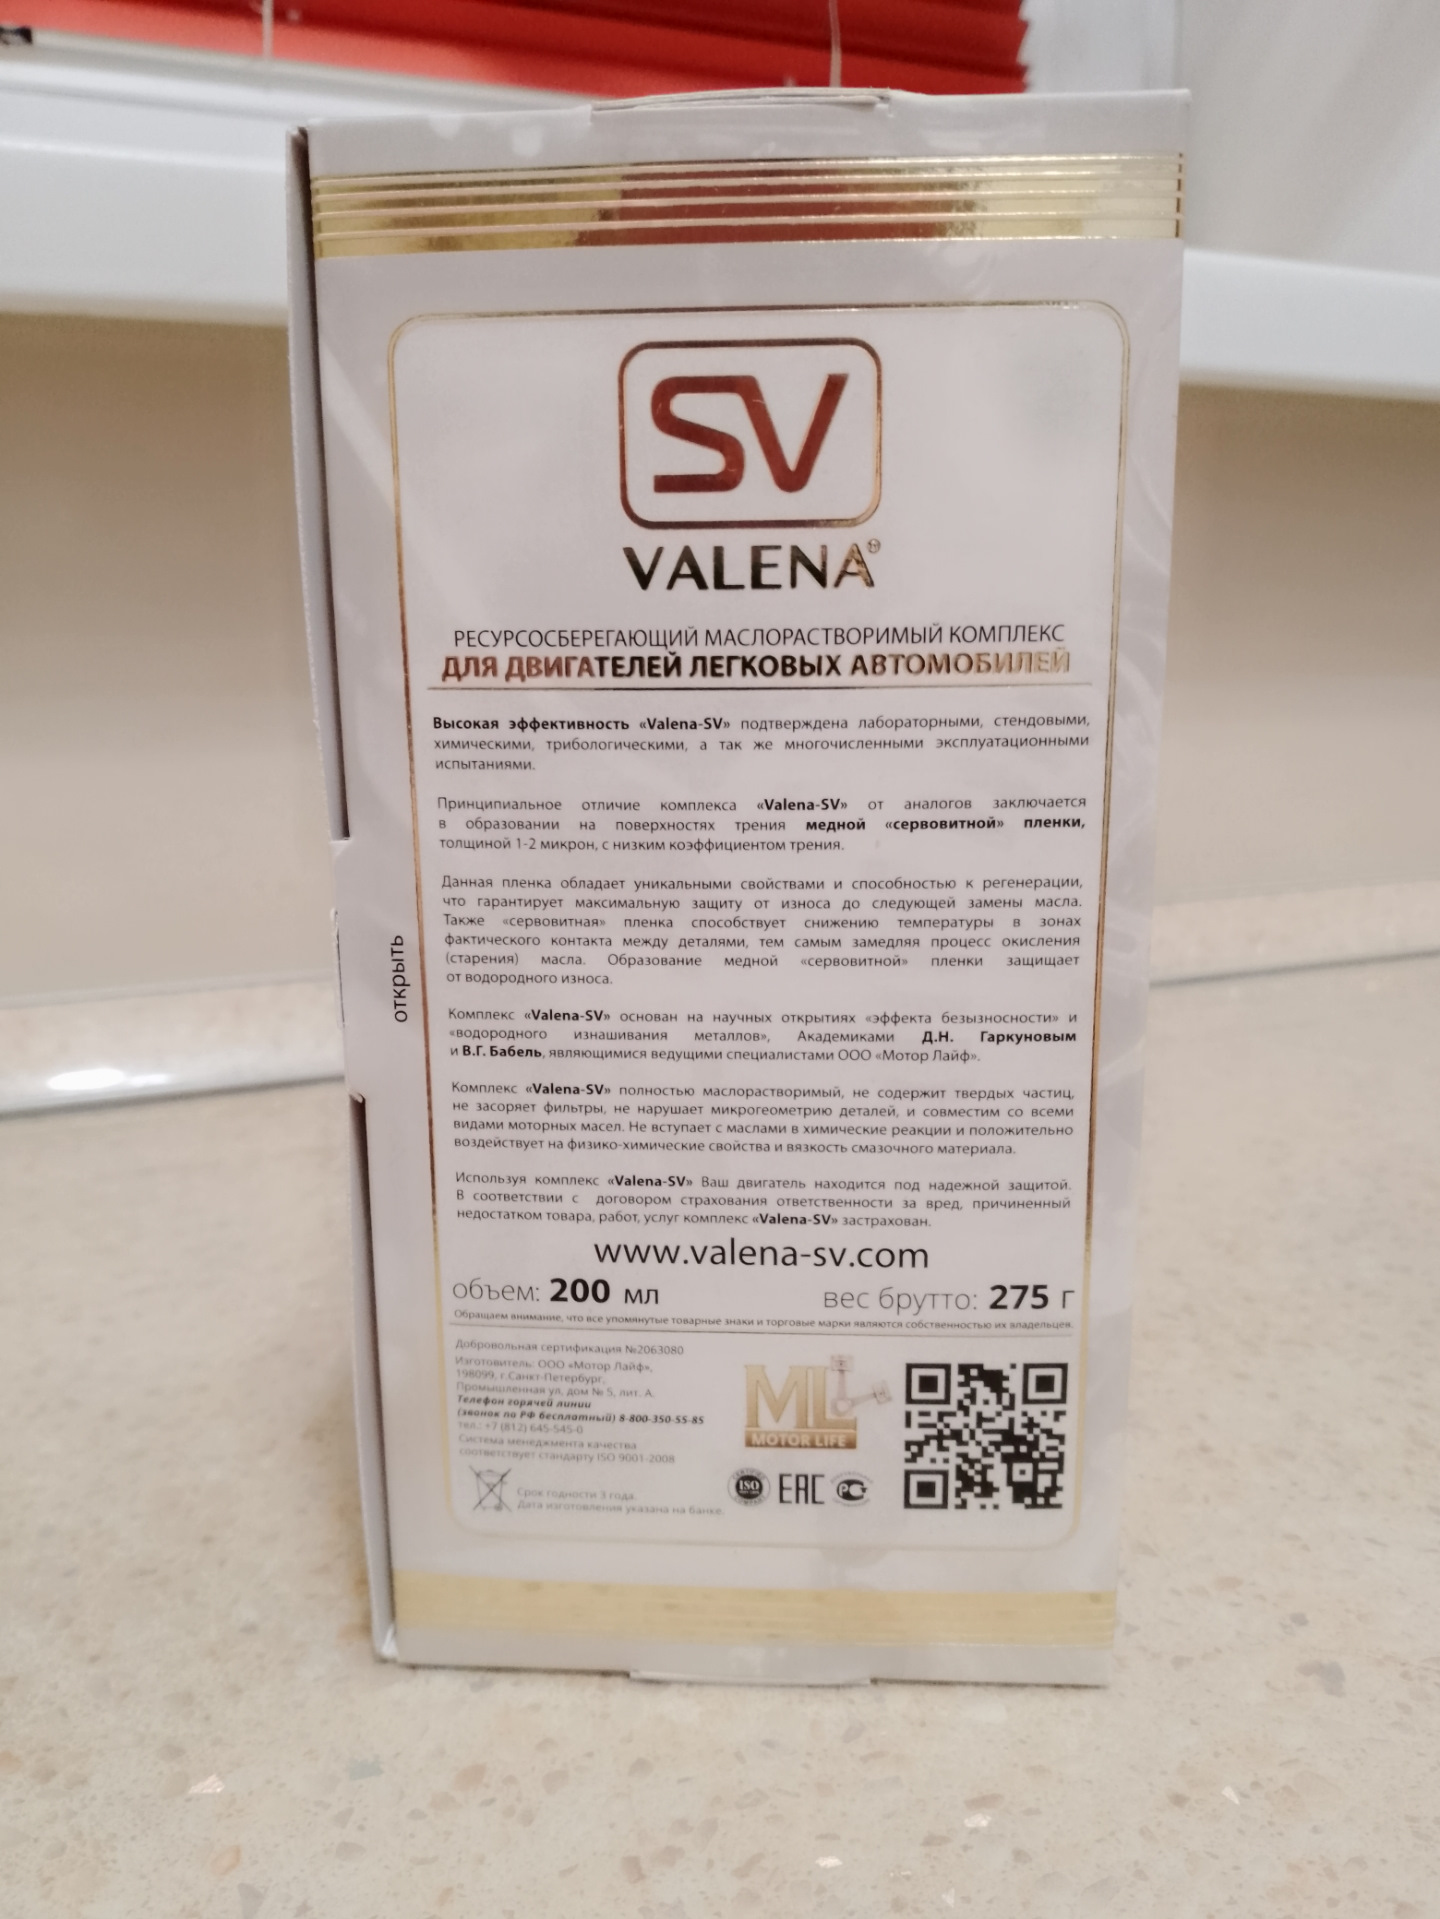 SV
VALENA®
РЕСУРСОСБЕРЕГАЮЩИЙ МАСЛОРАСТВОРИМЫЙ КОМПЛЕКС
ДЛЯ ДВИГАТЕЛЕЙ ЛЕГКОВЫХ АВТОМОБИЛЕЙ
Высокая эффективность «Valena-SV» подтверждена лабораторными, стендовыми,
химическими, трибологическими, а так же многочисленными эксплуатационными
испытаниями.
Принципиальное отличие комплекса «Valena-SV» от аналогов заключается
в образовании на поверхностях трения медной «сервовитной» пленки,
толщиной 1-2 микрон, с низким коэффициентом трения.
Данная пленка обладает уникальными свойствами и способностью к регенерации,
что гарантирует максимальную защиту от износа до следующей замены масла.
Также «сервовитная» пленка способствует снижению температуры в зонах
фактического контакта между деталями, тем самым замедляя процесс окисления
(старения) масла. Образование медной «сервовитной» пленки защищает
от водородного износа.
открыть
Комплекс «Valena-SV» основан на научных открытиях «эффекта безызносности» и
«водородного изнашивания металлов», Академиками Д.Н. Гаркуновым
и В.Г. Бабель, являющимися ведущими специалистами ООО «Мотор Лайф».
Комплекс «Valena-SV» полностью маслорастворимый, не содержит твердых частиц,
не засоряет фильтры, не нарушает микрогеометрию деталей, и совместим со всеми
видами моторных масел. Не вступает с маслами в химические реакции и положительно
воздействует на физико-химические свойства и вязкость смазочного материала.
Используя комплекс «Valena-SV» Ваш двигатель находится под надежной защитой.
В соответствии с договором страхования ответственности за вред, причиненный
недостатком товара, работ, услуг комплекс «Valena-SV» застрахован.
www.valena-sv.com
объем: 200 мл вес брутто: 275 г
Обращаем внимание, что все упомянутые товарные знаки и торговые марки являются собственностью их владельцев.
Добровольная сертификация №2063080
Изготовитель: ООО «Мотор Лайф»,
198099, г.Санкт-Петербург,
Промышленная ул, дом № 5, лит. А.
Телефон горячей линии
(звонок по РФ бесплатный) 8-800-350-55-85
тел.: +7 (812) 645-545-0
Система менеджмента качества
соответствует стандарту ISO 9001-2008
Срок годности 3 года.
Дата изготовления указана на банке.
ML
MOTOR LIFE
ISO
EAC